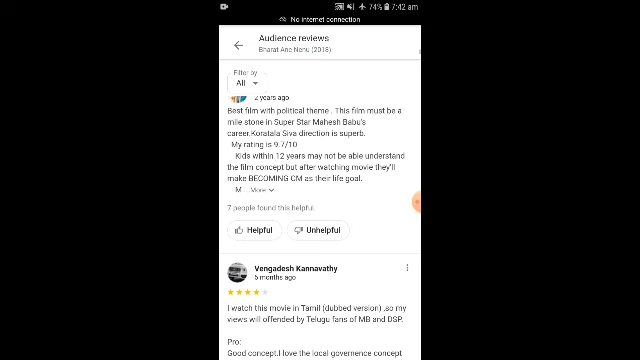 74% 7:42 am
No internet connection
Audience reviews
Bharat Ane Nenu (2018)
Filter by
All
2 years ago
Best film with political theme . This film must be a
mile stone in Super Star Mahesh Babu's
career.Koratala Siva direction is superb.
My rating is 9.7/10
Kids within 12 years may not be able understand
the film concept but after watching movie they'll
make BECOMING CM as their life goal.
M ...More
7 people found this helpful
Helpful
Unhelpful
Vengadesh Kannavathy
6 months ago
I watch this movie in Tamil (dubbed version) ,so my
views will offended by Telugu fans of MB and DSP.
Pro:
Good concept.I love the local governence concept